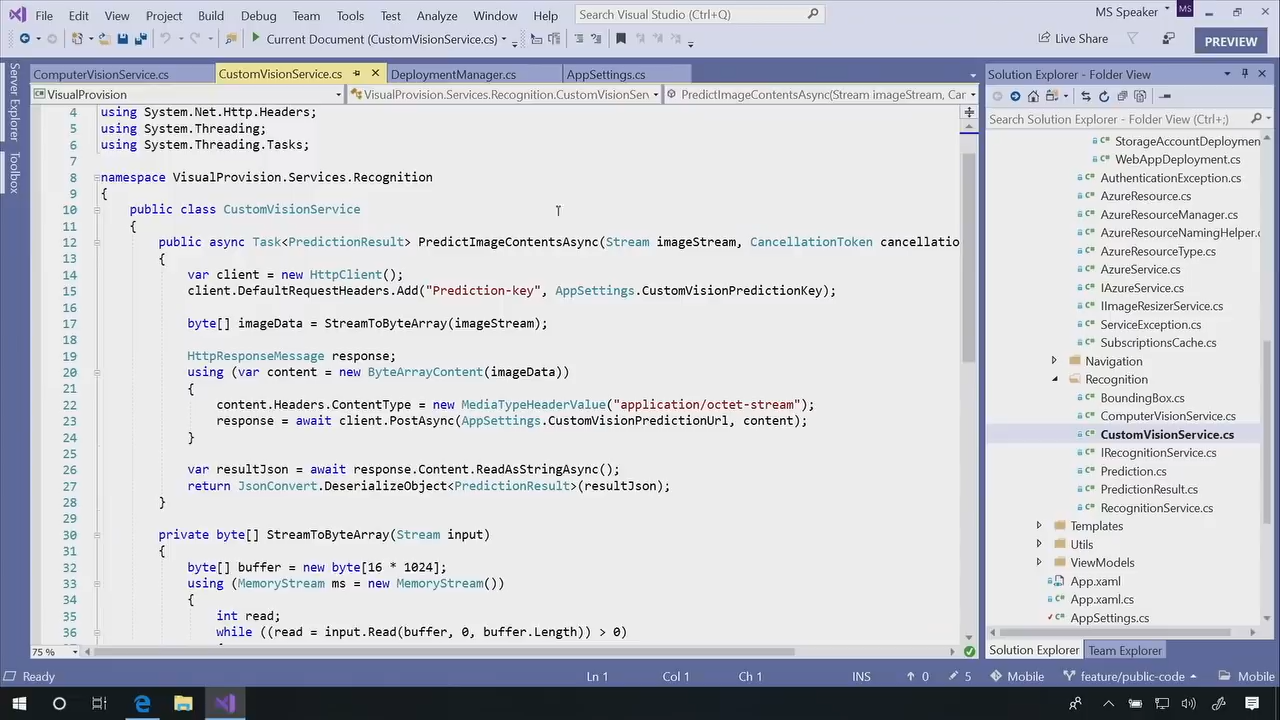 File Edit View Project Build Debug Team Tools Test Analyze Window Help Search Visual Studio (Ctrl+Q) MS Speaker MS
Current Document (CustomVisionService.cs) Live Share PREVIEW
ComputerVisionService.cs CustomVisionService.cs DeploymentManager.cs AppSettings.cs
VisualProvision VisualProvision.Services.Recognition.CustomVisionSen PredictImageContentsAsync(Stream imageStream, Can
Server Explorer
Toolbox
4 using System.Net.Http.Headers;
5 using System.Threading;
6 using System.Threading.Tasks;
7
8 namespace VisualProvision.Services.Recognition
9 {
10 public class CustomVisionService
11 {
12 public async Task<PredictionResult> PredictImageContentsAsync(Stream imageStream, CancellationToken cancellatio
13 {
14 var client = new HttpClient();
15 client.DefaultRequestHeaders.Add("Prediction-key", AppSettings.CustomVisionPredictionKey);
16
17 byte[] imageData = StreamToByteArray(imageStream);
18
19 HttpResponseMessage response;
20 using (var content = new ByteArrayContent(imageData))
21 {
22 content.Headers.ContentType = new MediaTypeHeaderValue("application/octet-stream");
23 response = await client.PostAsync(AppSettings.CustomVisionPredictionUrl, content);
24 }
25
26 var resultJson = await response.Content.ReadAsStringAsync();
27 return JsonConvert.DeserializeObject<PredictionResult>(resultJson);
28 }
29
30 private byte[] StreamToByteArray(Stream input)
31 {
32 byte[] buffer = new byte[16 * 1024];
33 using (MemoryStream ms = new MemoryStream())
34 {
35 int read;
36 while ((read = input.Read(buffer, 0, buffer.Length)) > 0)
75 %
Solution Explorer - Folder View
Search Solution Explorer - Folder View (Ctrl+;)
StorageAccountDeploymen
WebAppDeployment.cs
AuthenticationException.cs
AzureResource.cs
AzureResourceManager.cs
AzureResourceNamingHelper.c
AzureResourceType.cs
AzureService.cs
IAzureService.cs
IImageResizerService.cs
ServiceException.cs
SubscriptionsCache.cs
Navigation
Recognition
BoundingBox.cs
ComputerVisionService.cs
CustomVisionService.cs
IRecognitionService.cs
Prediction.cs
PredictionResult.cs
RecognitionService.cs
Templates
Utils
ViewModels
App.xaml
App.xaml.cs
AppSettings.cs
Solution Explorer Team Explorer
Ready Ln 1 Col 1 Ch 1 INS 0 5 Mobile feature/public-code Mobile